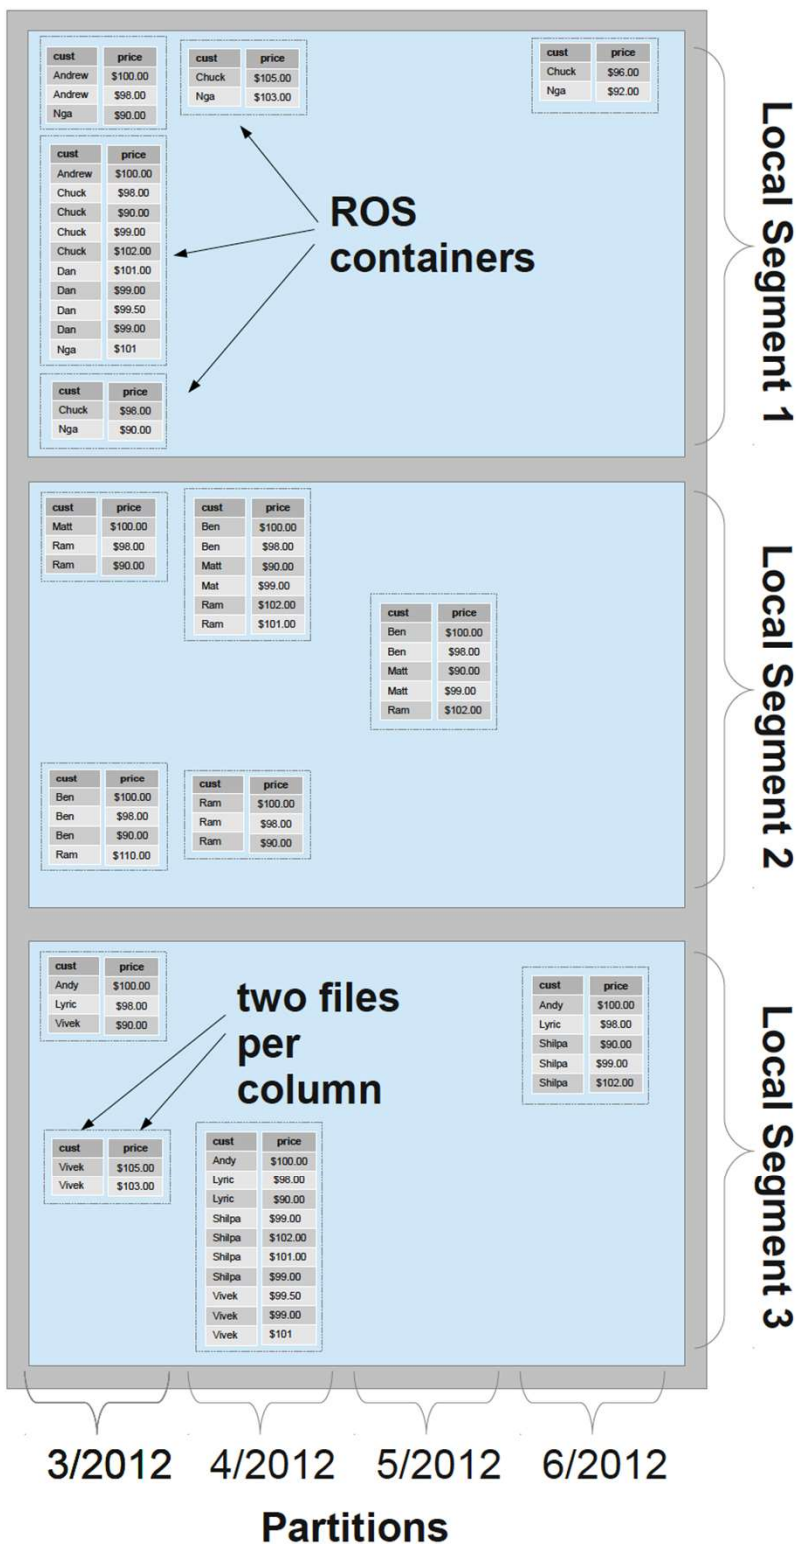 cust price
Andrew $100.00
Andrew $98.00
Nga $90.00
cust price
Chuck $105.00
Nga $103.00
cust price
Chuck $96.00
Nga $92.00
cust price
Andrew $100.00
Chuck $98.00
Chuck $90.00
Chuck $99.00
Chuck $102.00
Dan $101.00
Dan $99.00
Dan $99.50
Dan $99.00
Nga $101
cust price
Chuck $98.00
Nga $90.00
ROS
containers
Local Segment 1
cust price
Matt $100.00
Ram $98.00
Ram $90.00
cust price
Ben $100.00
Ben $98.00
Matt $90.00
Mat $99.00
Ram $102.00
Ram $101.00
cust price
Ben $100.00
Ben $98.00
Matt $90.00
Matt $99.00
Ram $102.00
cust price
Ben $100.00
Ben $98.00
Ben $90.00
Ram $110.00
cust price
Ram $100.00
Ram $98.00
Ram $90.00
Local Segment 2
cust price
Andy $100.00
Lyric $98.00
Vivek $90.00
two files
per
column
cust price
Andy $100.00
Lyric $98.00
Shilpa $90.00
Shilpa $99.00
Shilpa $102.00
cust price
Vivek $105.00
Vivek $103.00
cust price
Andy $100.00
Lyric $98.00
Lyric $90.00
Shilpa $99.00
Shilpa $102.00
Shilpa $101.00
Shilpa $99.00
Vivek $99.50
Vivek $99.00
Vivek $101
Local Segment 3
3/2012 4/2012 5/2012 6/2012
Partitions